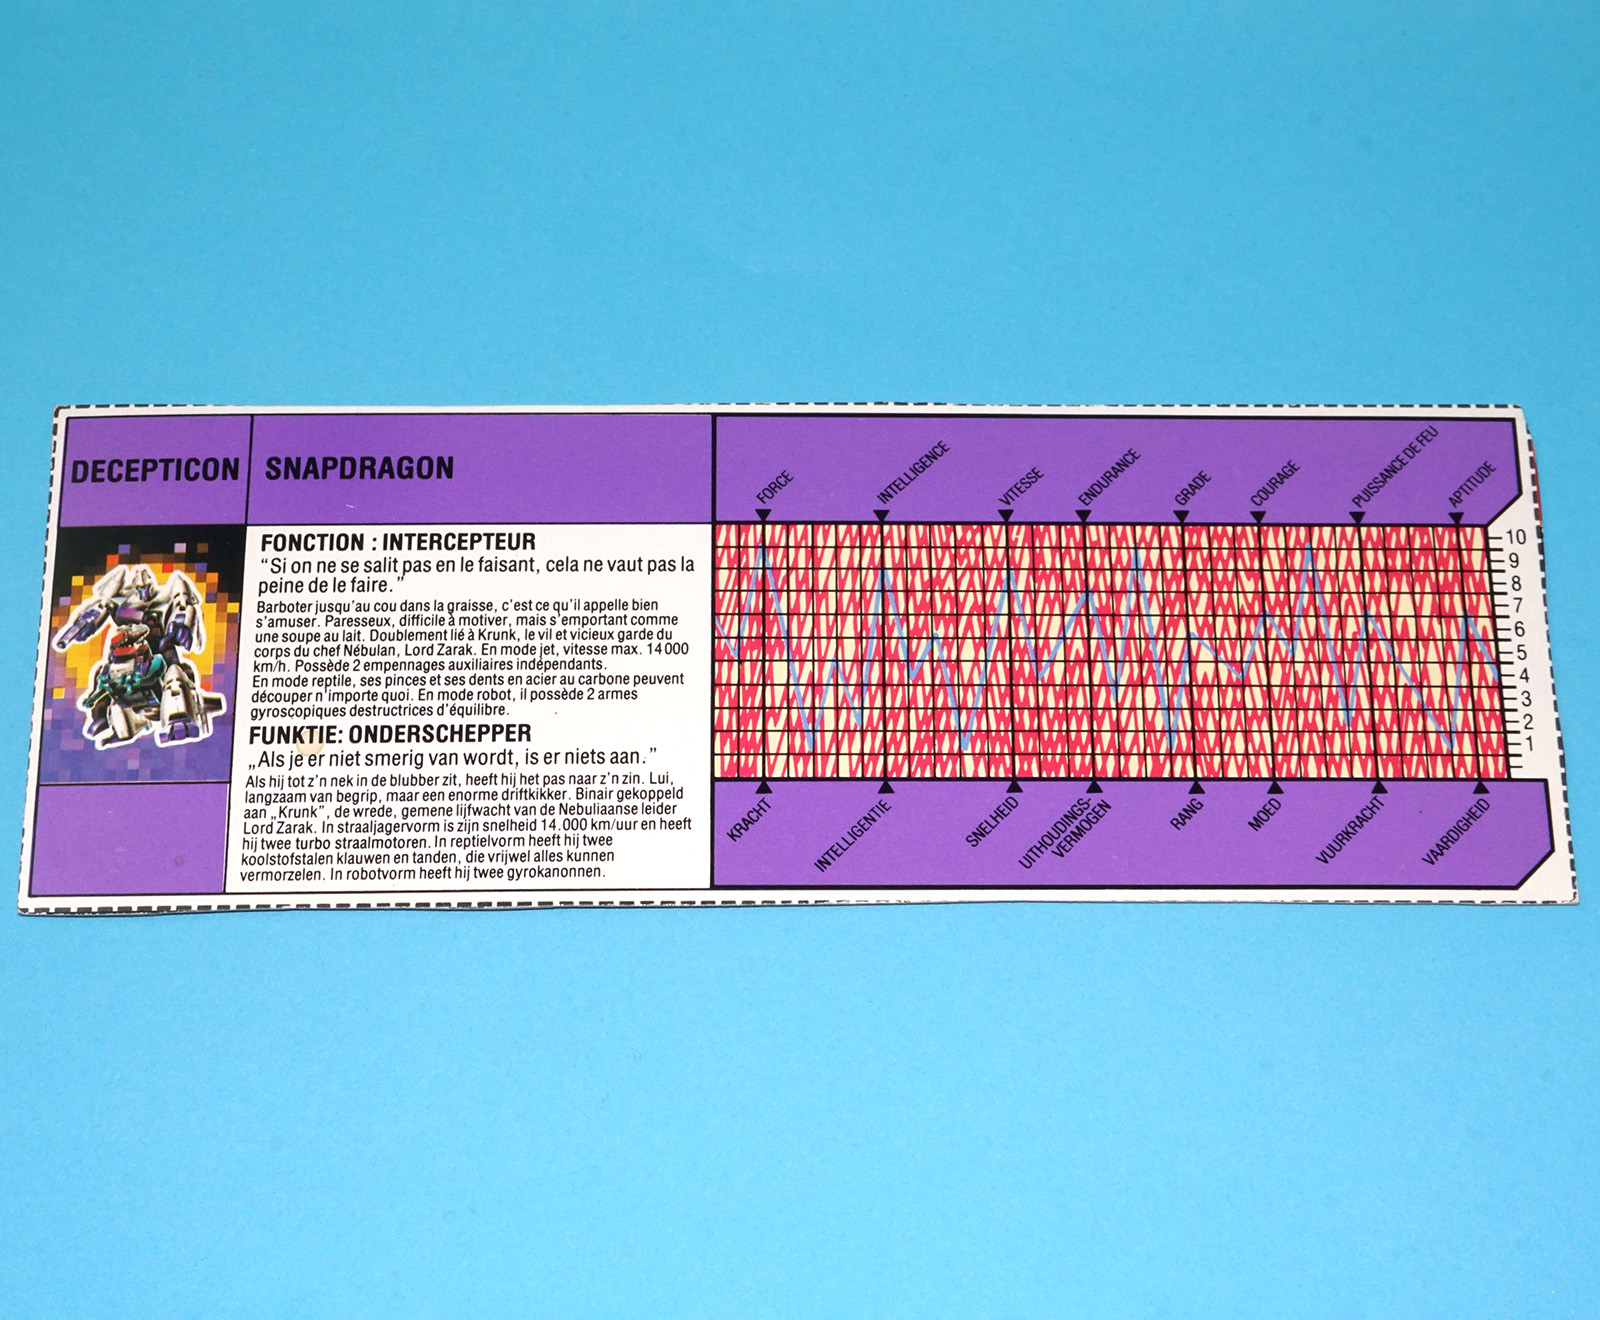 DECEPTICON
SNAPDRAGON
FONCTION : INTERCEPTEUR
“Si on ne se salit pas en le faisant, cela ne vaut pas la
peine de le faire.”
Barboter jusqu’au cou dans la graisse, c’est ce qu’il appelle bien
s’amuser. Paresseux, difficile à motiver, mais s’emportant comme
une soupe au lait. Doublement lié à Krunk, le vil et vicieux garde du
corps du chef Nébulan, Lord Zarak. En mode jet, vitesse max. 14 000
km/h. Possède 2 empennages auxiliaires indépendants.
En mode reptile, ses pinces et ses dents en acier au carbone peuvent
découper n’importe quoi. En mode robot, il possède 2 armes
gyroscopiques destructrices d’équilibre.
FUNKTIE: ONDERSCHEPPER
„Als je er niet smerig van wordt, is er niets aan.”
Als hij tot z’n nek in de blubber zit, heeft hij het pas naar z’n zin. Lui,
langzaam van begrip, maar een enorme driftkikker. Binair gekoppeld
aan „Krunk”, de wrede, gemene lijfwacht van de Nebuliaanse leider
Lord Zarak. In straaljagervorm is zijn snelheid 14.000 km/uur en heeft
hij twee turbo straalmotoren. In reptielvorm heeft hij twee
koolstofstalen klauwen en tanden, die vrijwel alles kunnen
vermorzelen. In robotvorm heeft hij twee gyrokanonnen.
FORCE
INTELLIGENCE
VITESSE
ENDURANCE
GRADE
COURAGE
PUISSANCE DE FEU
APTITUDE
10
9
8
7
6
5
4
3
2
1
KRACHT
INTELLIGENTIE
SNELHEID
UITHOUDINGS-
VERMOGEN
RANG
MOED
VUURKRACHT
VAARDIGHEID